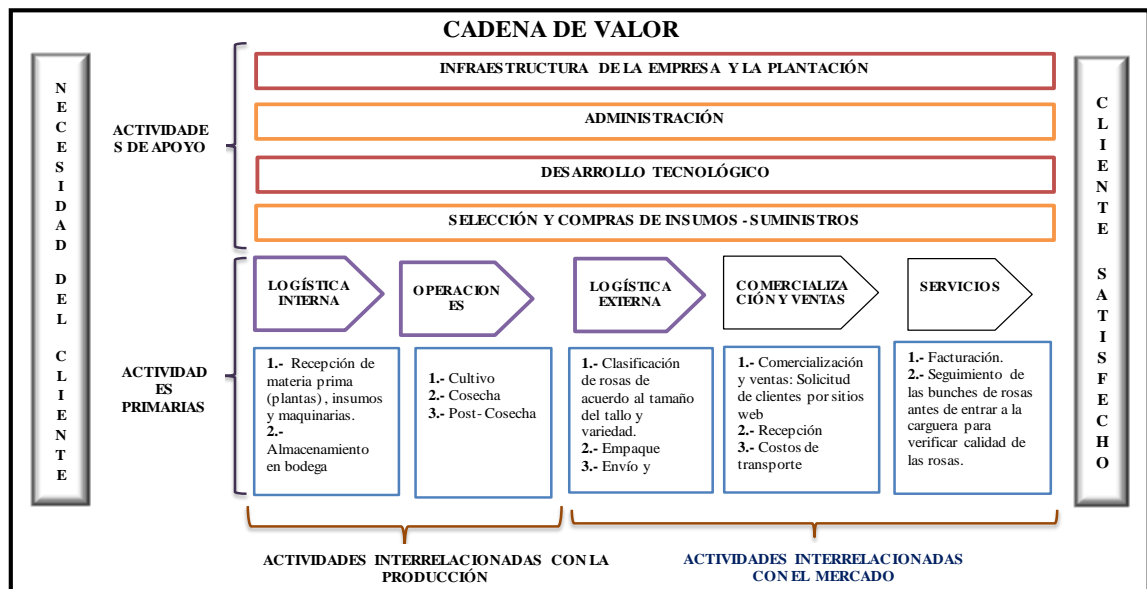 CADENA DE VALOR
NECESIDAD DEL CLIENTE
ACTIVIDADE
S DE APOYO
INFRAESTRUCTURA DE LA EMPRESA Y LA PLANTACIÓN
ADMINISTRACIÓN
DESARROLLO TECNOLÓGICO
SELECCIÓN Y COMPRAS DE INSUMOS - SUMINISTROS
ACTIVIDAD
ES
PRIMARIAS
LOGÍSTICA
INTERNA
OPERACION
ES
LOGÍSTICA
EXTERNA
COMERCIALIZA
CIÓN Y VENTAS
SERVICIOS
1.- Recepción de
materia prima
(plantas) , insumos
y maquinarias.
2.-
Almacenamiento
en bodega
1.- Cultivo
2.- Cosecha
3.- Post- Cosecha
1.- Clasificación
de rosas de
acuerdo al tamaño
del tallo y
variedad.
2.- Empaque
3.- Envío y
1.- Comercialización
y ventas: Solicitud
de clientes por sitios
web
2.- Recepción
3.- Costos de
transporte
1.- Facturación.
2.- Seguimiento de
las bunches de rosas
antes de entrar a la
carguera para
verificar calidad de
las rosas.
ACTIVIDADES INTERRELACIONADAS CON LA
PRODUCCIÓN
ACTIVIDADES INTERRELACIONADAS
CON EL MERCADO
CLIENTE SATISFECHO